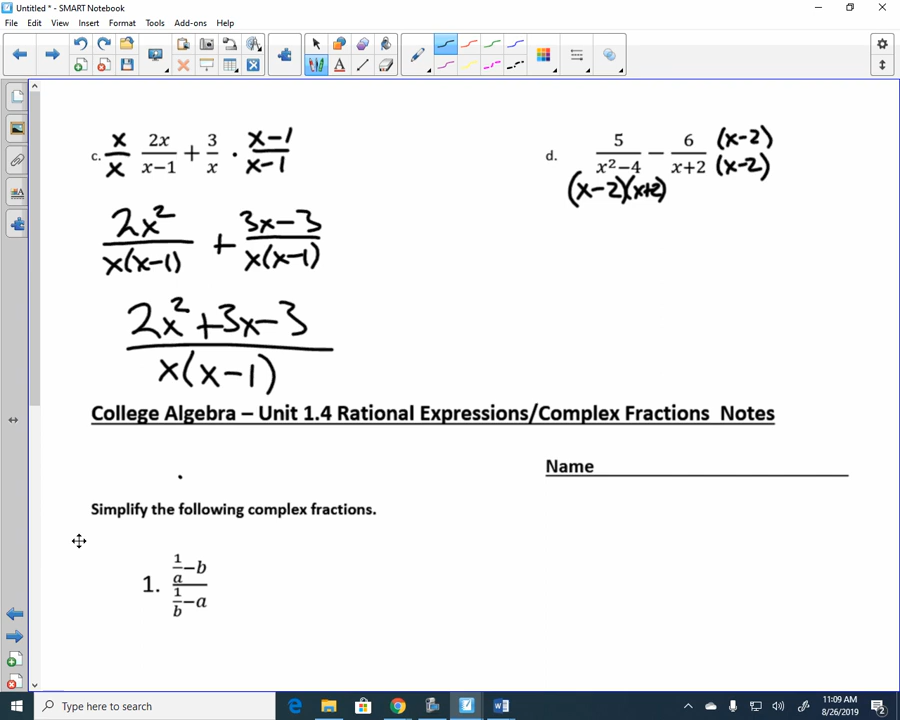 Untitled * - SMART Notebook
File Edit View Insert Format Tools Add-ons Help
c. x/x 2x/x−1 + 3/x · x−1/x−1
2x²/x(x−1) + 3x−3/x(x−1)
2x²+3x−3/x(x−1)
d. 5/x²−4 − 6/x+2 (x−2)/(x−2)
(x−2)(x+2)
College Algebra – Unit 1.4 Rational Expressions/Complex Fractions Notes
Name
Simplify the following complex fractions.
1. (1/a −b)/(1/b −a)
Type here to search
11:09 AM
8/26/2019
2